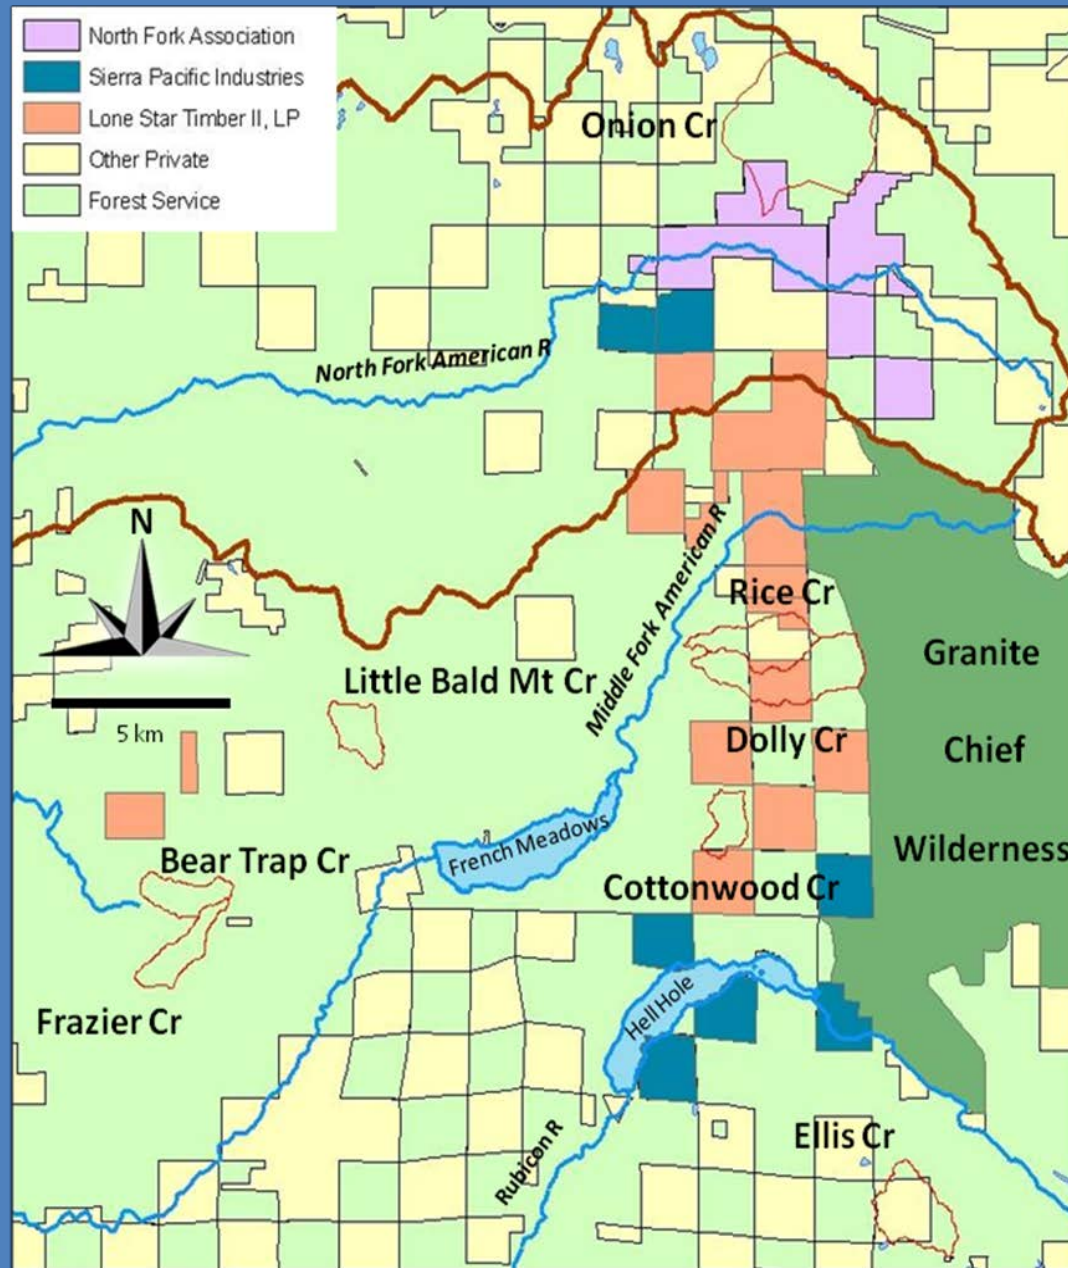 North Fork Association
Sierra Pacific Industries
Lone Star Timber II, LP
Other Private
Forest Service
Onion Cr
North Fork American R
N
Middle Fork American R
Rice Cr
Granite
Little Bald Mt Cr
5 km
Dolly Cr
Chief
French Meadows
Wilderness
Bear Trap Cr
Cottonwood Cr
Hell Hole
Frazier Cr
Ellis Cr
Rubicon R